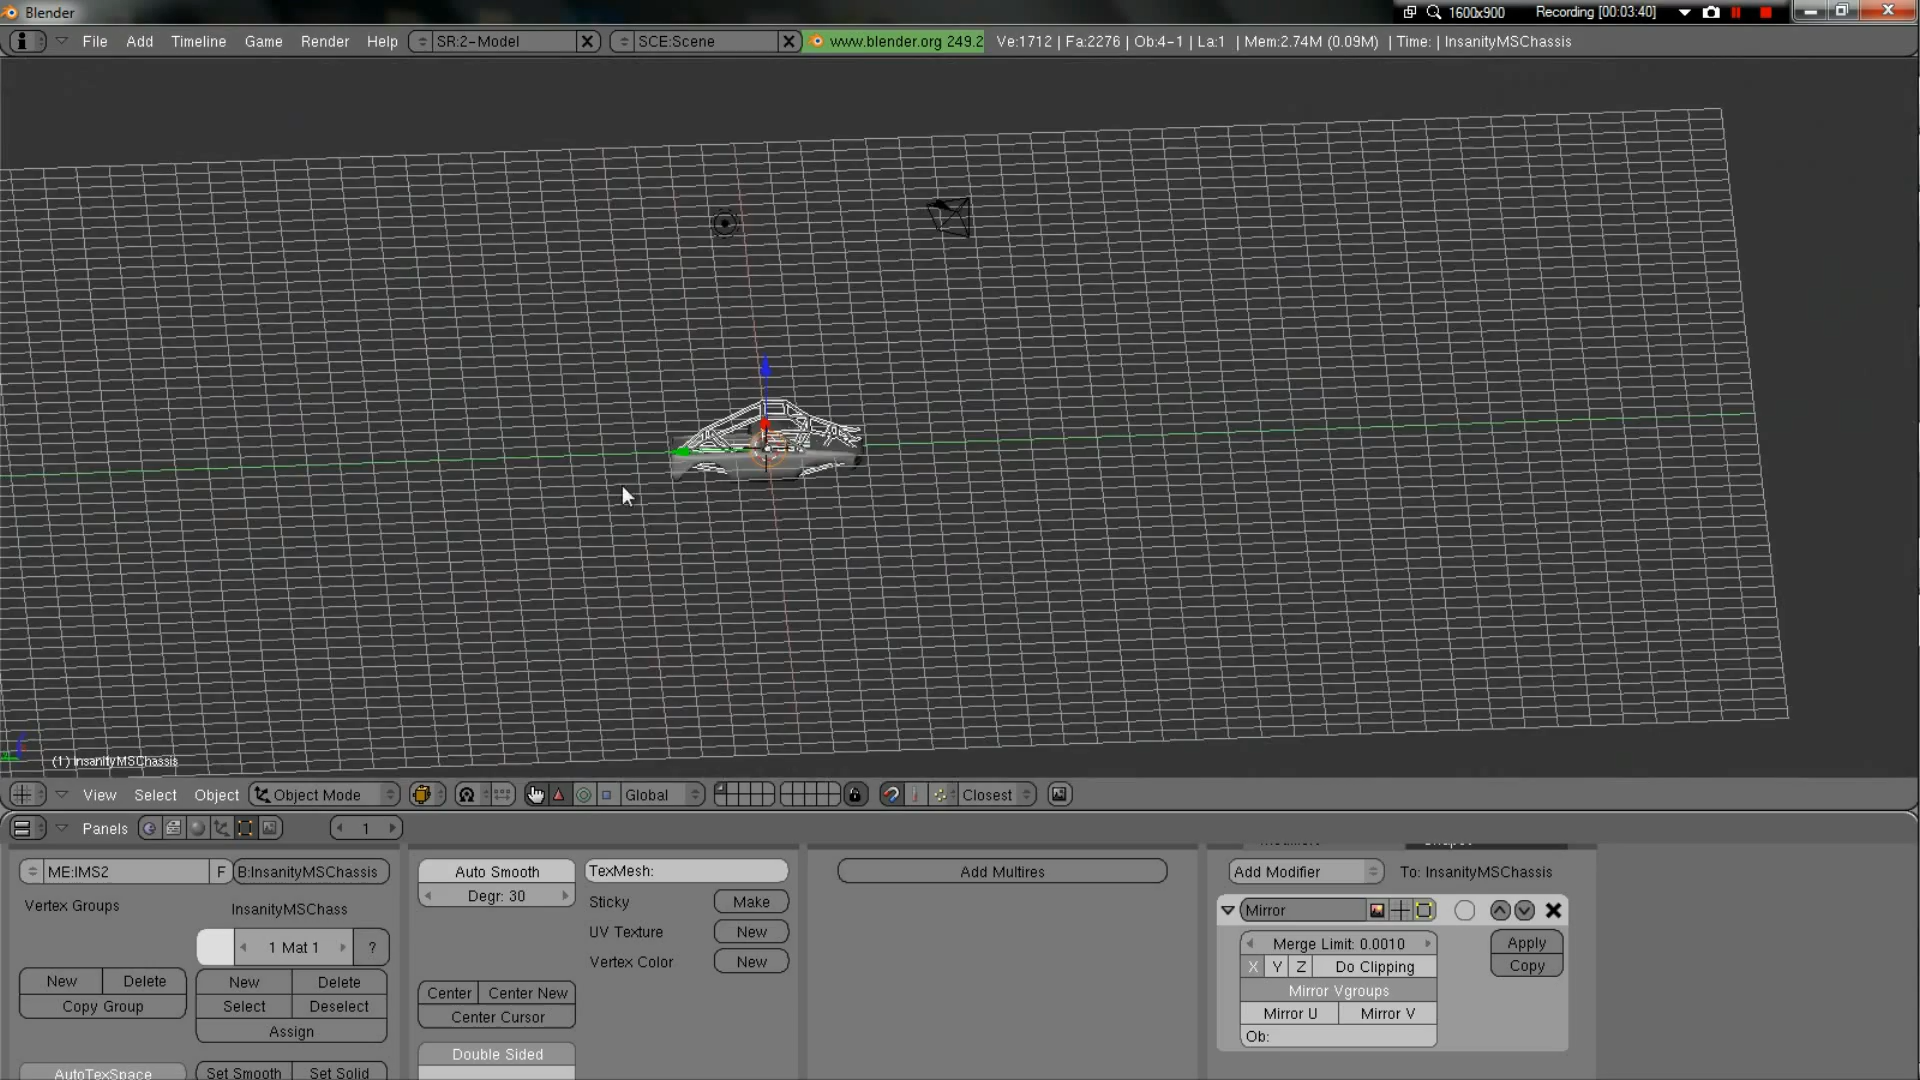 Blender
1600x900 Recording [00:03:40]
File Add Timeline Game Render Help SR:2-Model SCE:Scene www.blender.org 249.2 Ve:1712 | Fa:2276 | Ob:4-1 | La:1 | Mem:2.74M (0.09M) | Time: | InsanityMSChassis
(1) InsanityMSChassis
View Select Object Object Mode Global Closest
Panels 1
ME:IMS2 F OB:InsanityMSChassis
Vertex Groups
InsanityMSChass
1 Mat 1 ?
New Delete New Delete
Copy Group Select Deselect
Assign
AutoTexSpace Set Smooth Set Solid
Auto Smooth
Degr: 30
TexMesh:
Sticky Make
UV Texture New
Vertex Color New
Center Center New
Center Cursor
Double Sided
Add Multires
Add Modifier To: InsanityMSChassis
Mirror
Merge Limit: 0.0010 Apply
X Y Z Do Clipping Copy
Mirror Vgroups
Mirror U Mirror V
Ob: